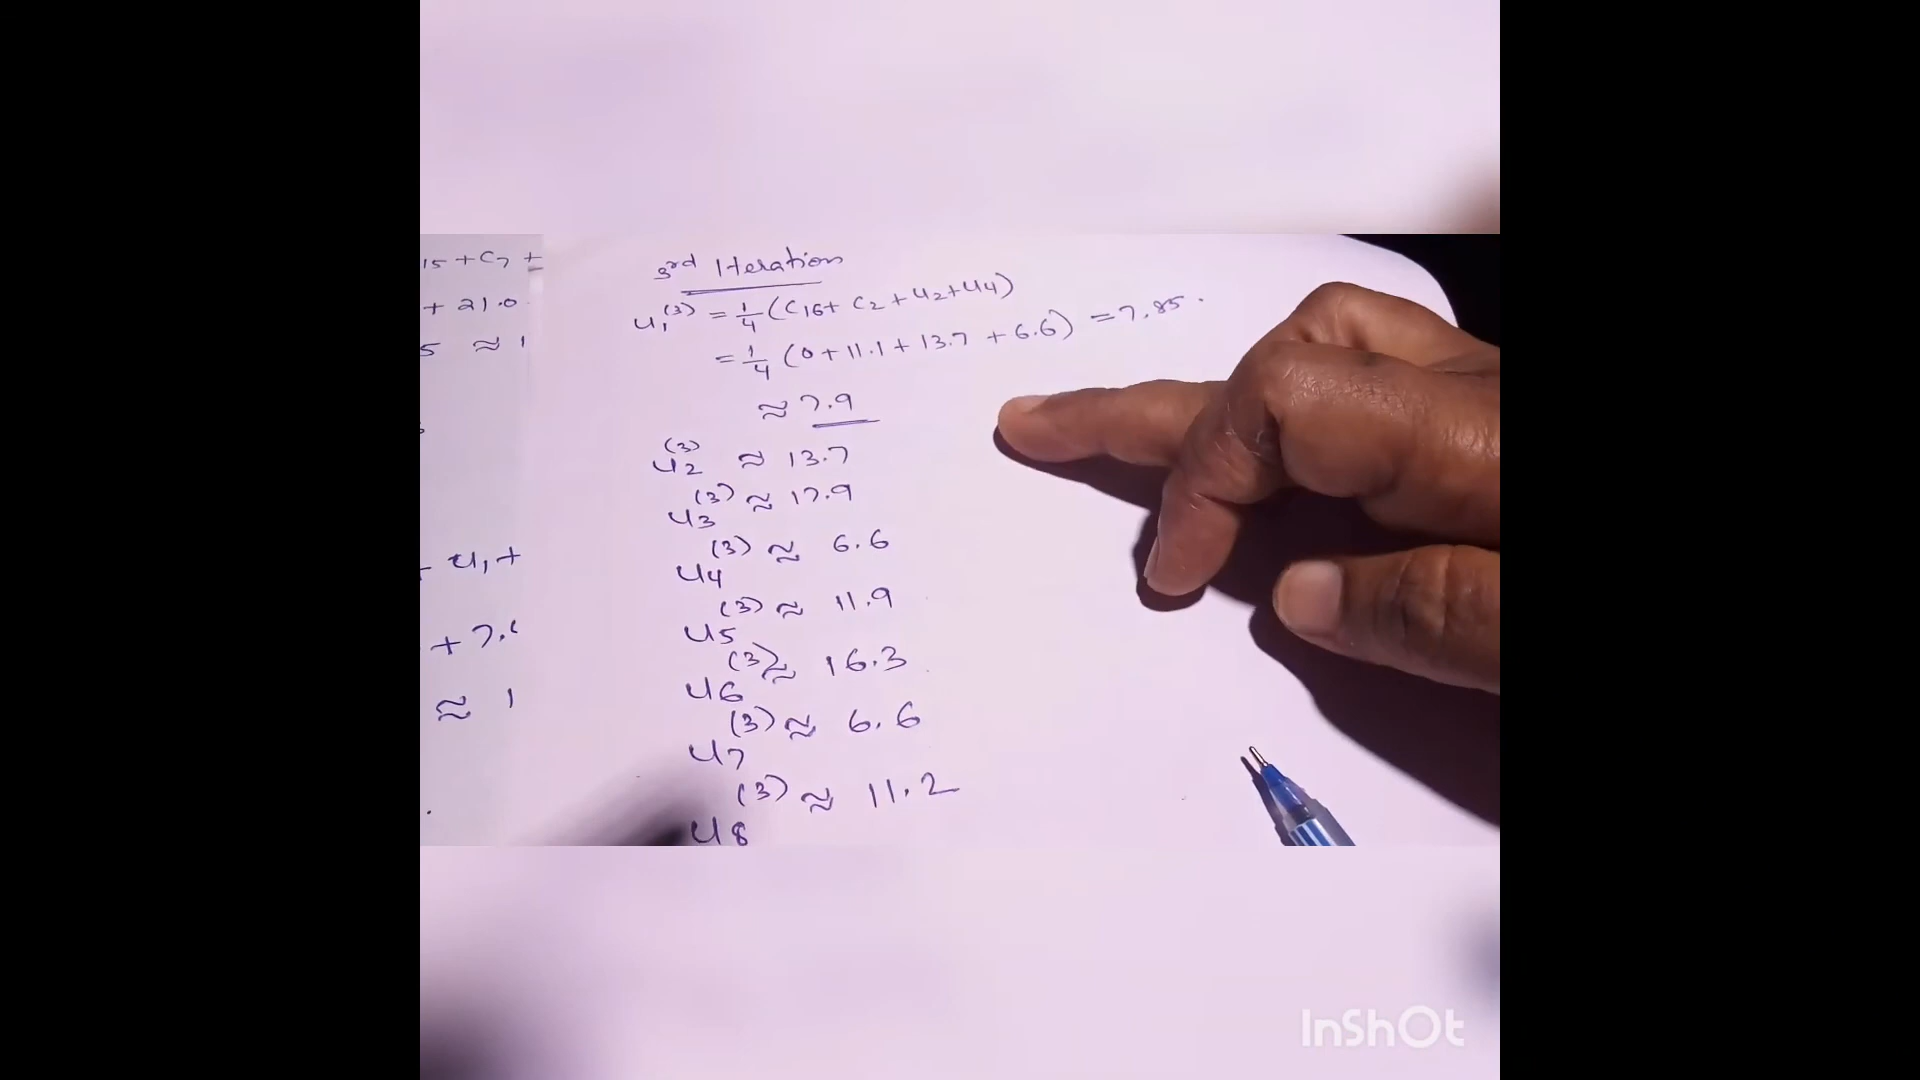 15 + C7 +
+ 21.0
5 ≈ 1
+ u1 +
+ 7.
≈ 1
3rd Iteration
u1^(3) = 1/4 (C16 + C2 + u2 + u4)
= 1/4 (0 + 11.1 + 13.7 + 6.6) = 7.85.
≈ 7.9
u2^(3) ≈ 13.7
u3^(3) ≈ 17.9
u4^(3) ≈ 6.6
u5^(3) ≈ 11.9
u6^(3) ≈ 16.3
u7^(3) ≈ 6.6
u8^(3) ≈ 11.2
InShOt